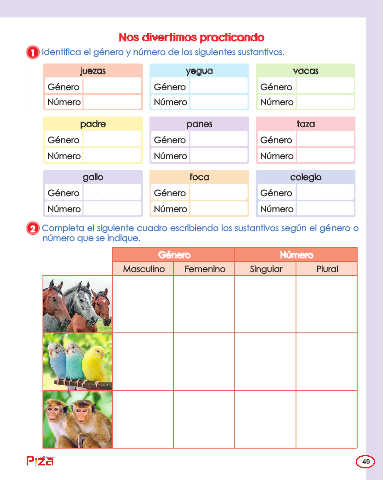 Nos divertimos practicando
1 Identifica el género y número de los siguientes sustantivos.
juezas yegua vacas
Género Género Género
Número Número Número
padre panes taza
Género Género Género
Número Número Número
gallo foca colegio
Género Género Género
Número Número Número
2 Completa el siguiente cuadro escribiendo los sustantivos según el género o
número que se indique.
Género Número
Masculino Femenino Singular Plural
Piza 49